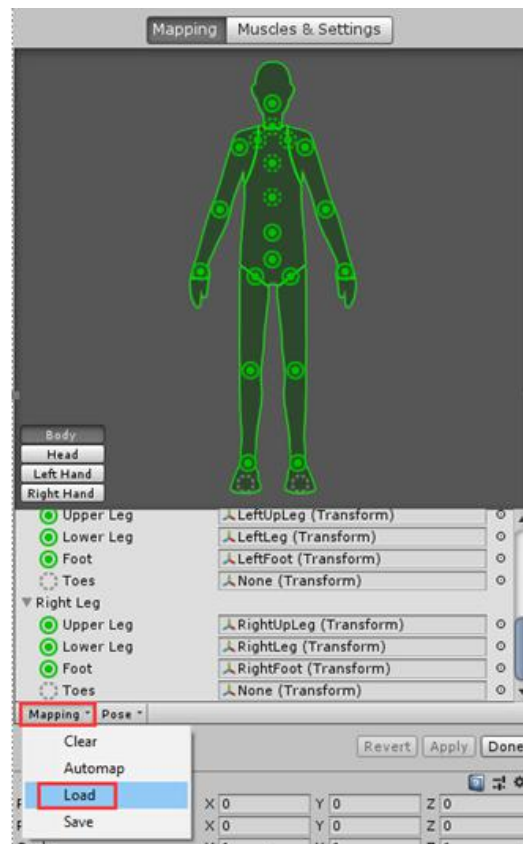 Mapping Muscles & Settings
Body
Head
Left Hand
Right Hand
Upper Leg LeftUpLeg (Transform)
Lower Leg LeftLeg (Transform)
Foot LeftFoot (Transform)
Toes None (Transform)
Right Leg
Upper Leg RightUpLeg (Transform)
Lower Leg RightLeg (Transform)
Foot RightFoot (Transform)
Toes None (Transform)
Mapping Pose
Clear
Revert Apply Done
Automap
Load
X 0 Y 0 Z 0
Save
X 0 Y 0 Z 0